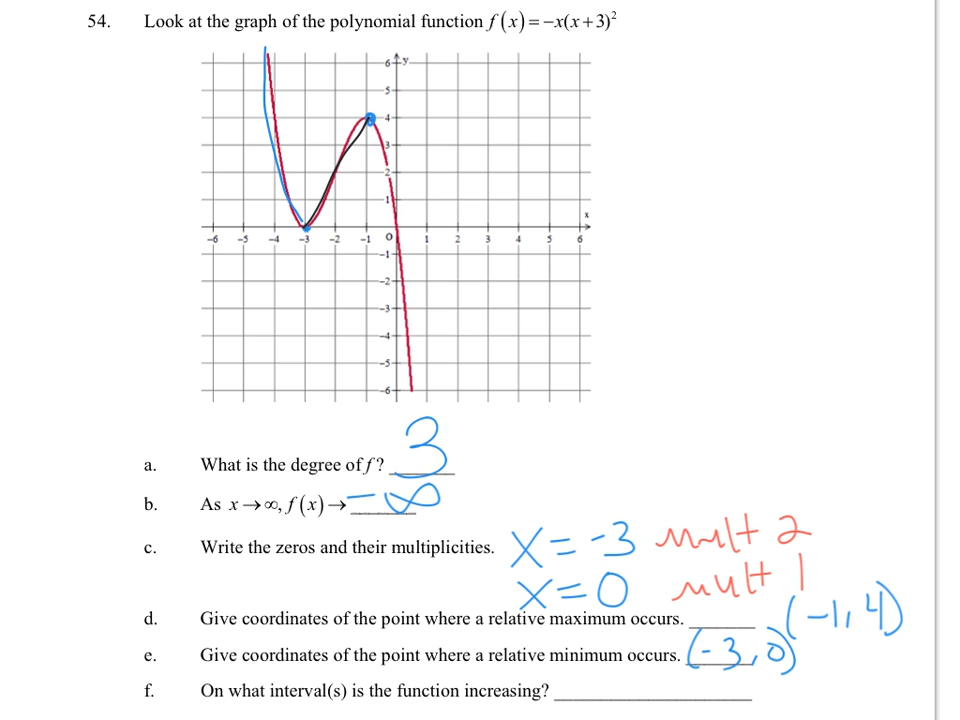 54. Look at the graph of the polynomial function f(x)=−x(x+3)²
6 y
5
4
3
2
1
x
−6 −5 −4 −3 −2 −1 0 1 2 3 4 5 6
−1
−2
−3
−4
−5
−6
a. What is the degree of f? 3
b. As x→∞, f(x)→ −∞
c. Write the zeros and their multiplicities. x=-3 mult 2
x=0 mult 1
d. Give coordinates of the point where a relative maximum occurs. ______ (-1,4)
e. Give coordinates of the point where a relative minimum occurs. (-3,0)
f. On what interval(s) is the function increasing? ____________________